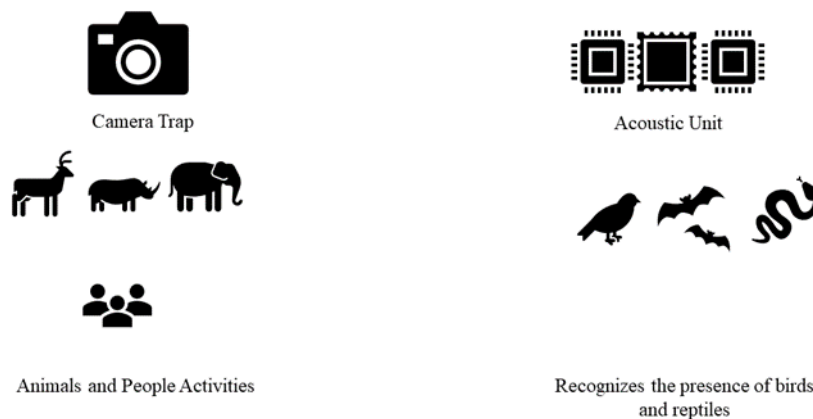 Camera Trap
Acoustic Unit
Animals and People Activities
Recognizes the presence of birds
and reptiles